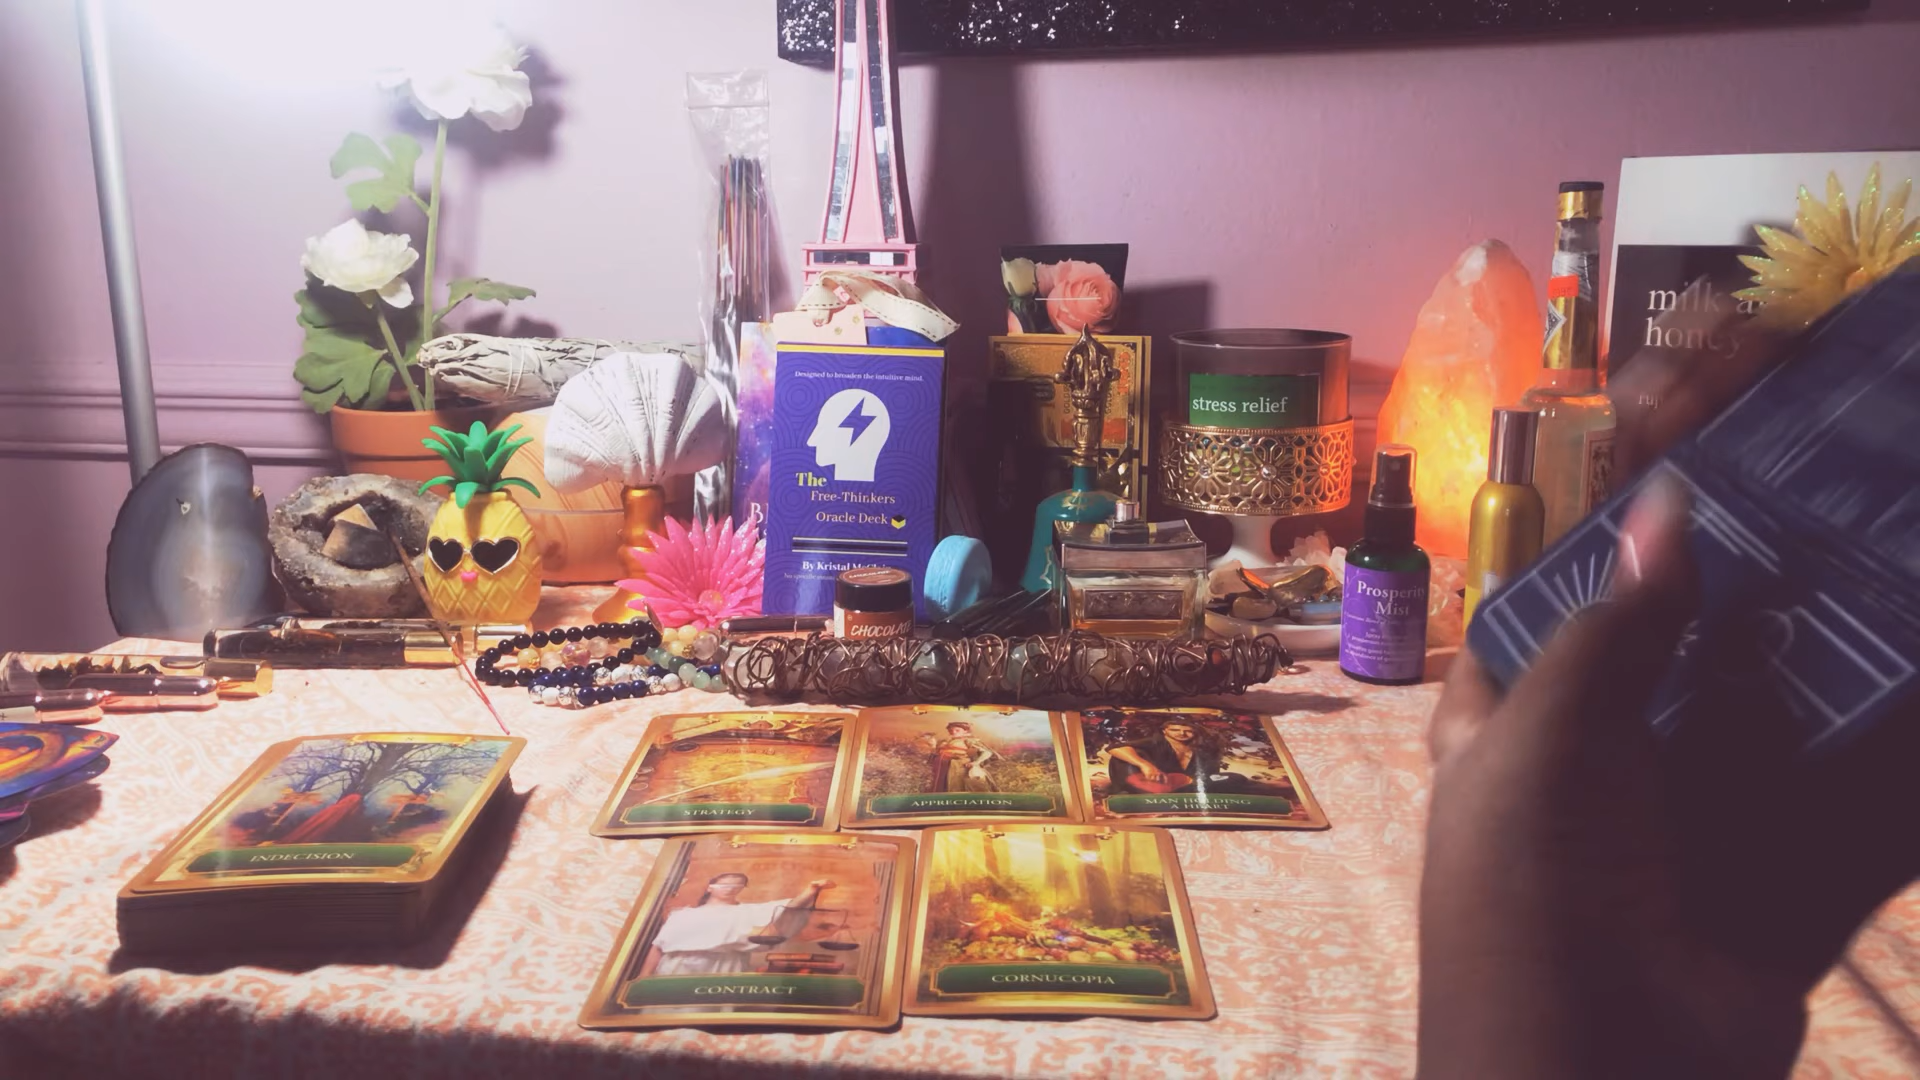 Designed to broaden the intuitive mind.
The
Free-Thinkers
Oracle Deck
By Kristal
stress relief
milk a
honey
Prosperity
Mist
CHOCOLATE
INDECISION
STRATEGY
APPRECIATION
MAN HOLDING
A HEART
CONTRACT
CORNUCOPIA